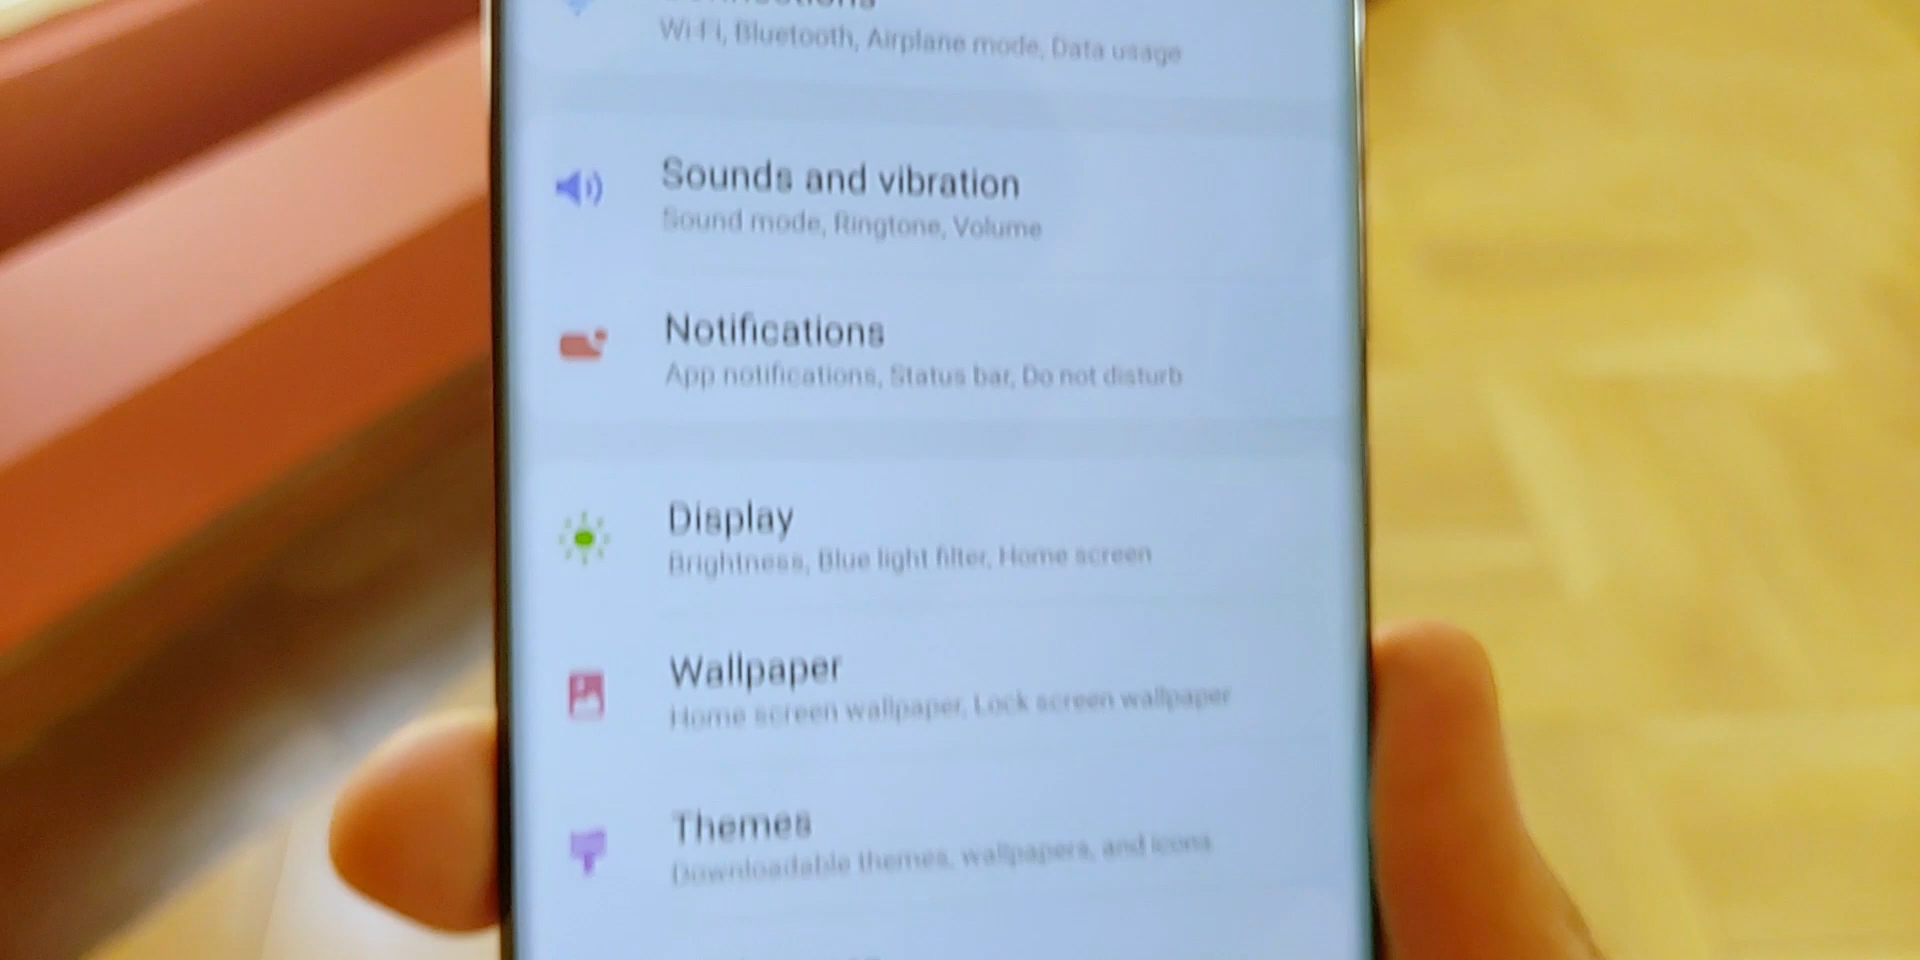 Connections
Wi-Fi, Bluetooth, Airplane mode, Data usage
Sounds and vibration
Sound mode, Ringtone, Volume
Notifications
App notifications, Status bar, Do not disturb
Display
Brightness, Blue light filter, Home screen
Wallpaper
Home screen wallpaper, Lock screen wallpaper
Themes
Downloadable themes, wallpapers, and icons